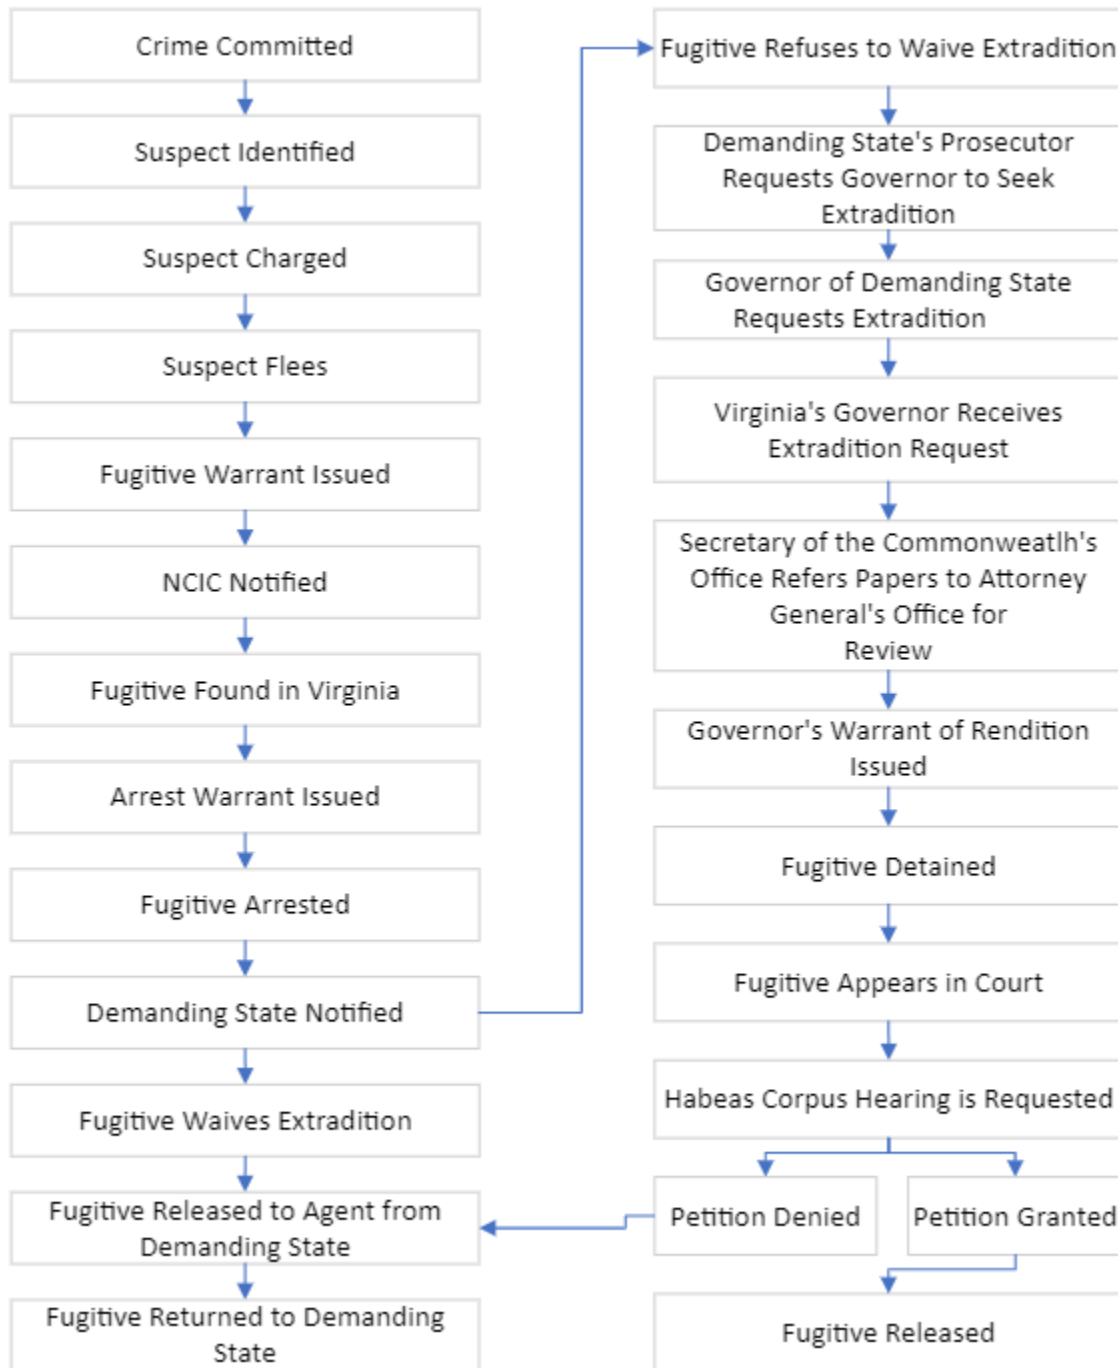 Crime Committed
Suspect Identified
Suspect Charged
Suspect Flees
Fugitive Warrant Issued
NCIC Notified
Fugitive Found in Virginia
Arrest Warrant Issued
Fugitive Arrested
Demanding State Notified
Fugitive Waives Extradition
Fugitive Released to Agent from
Demanding State
Fugitive Returned to Demanding
State
Fugitive Refuses to Waive Extradition
Demanding State's Prosecutor
Requests Governor to Seek
Extradition
Governor of Demanding State
Requests Extradition
Virginia's Governor Receives
Extradition Request
Secretary of the Commonweatlh's
Office Refers Papers to Attorney
General's Office for
Review
Governor's Warrant of Rendition
Issued
Fugitive Detained
Fugitive Appears in Court
Habeas Corpus Hearing is Requested
Petition Denied
Petition Granted
Fugitive Released